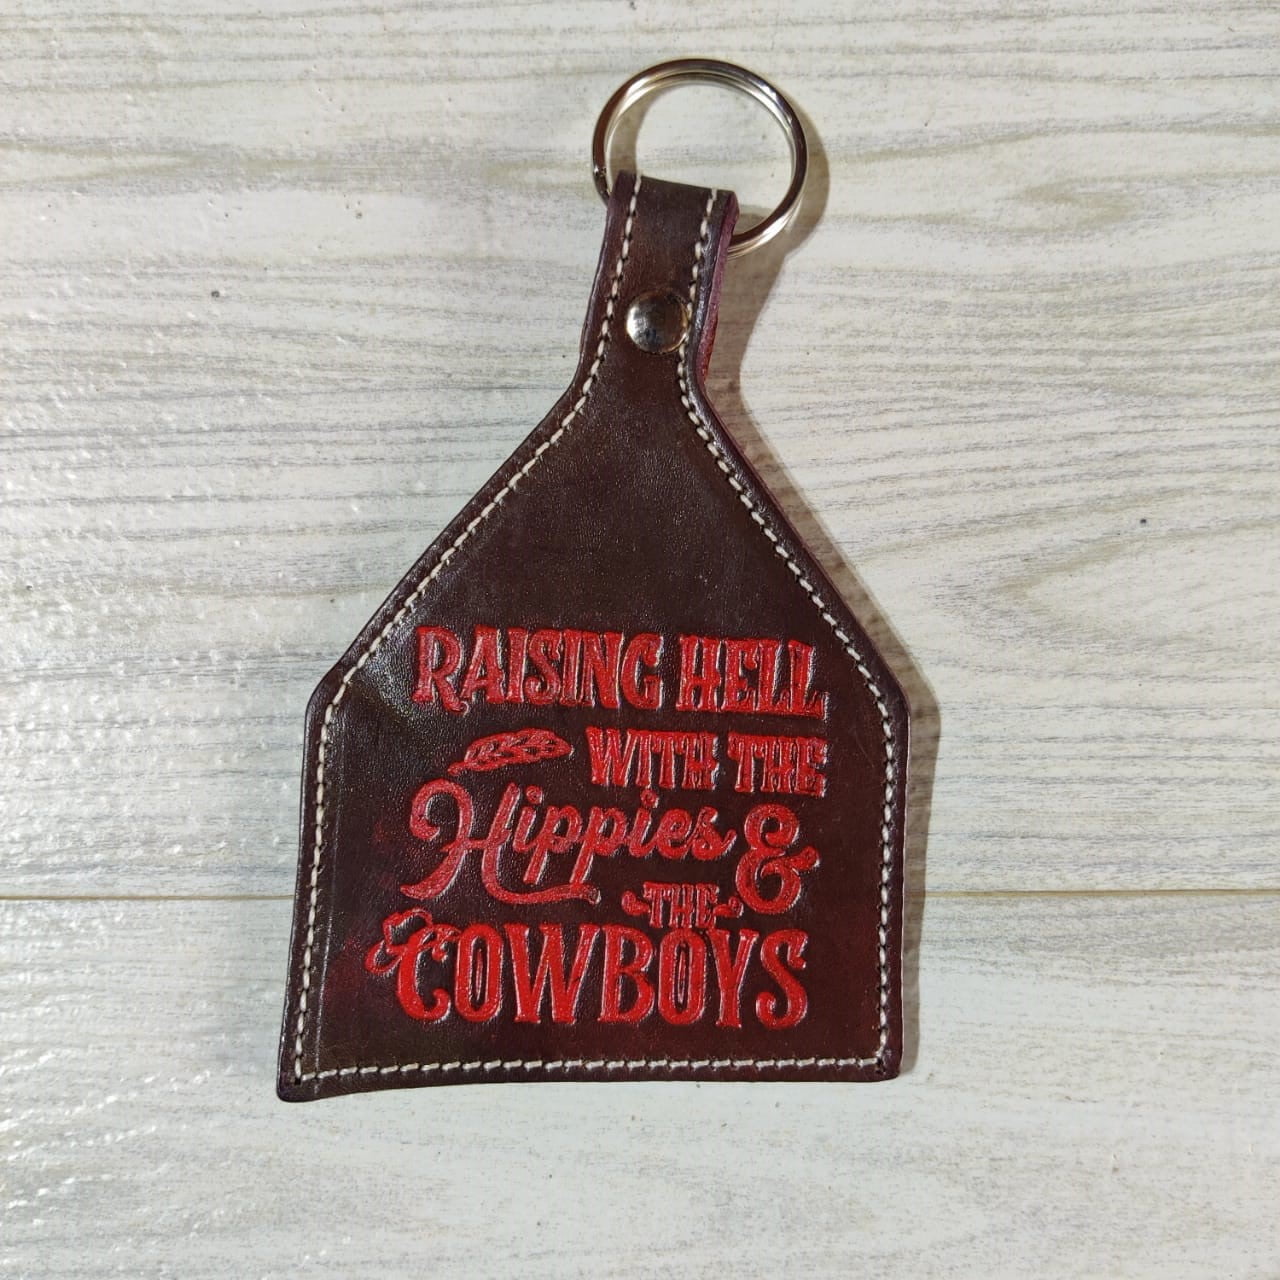 RAISING HELL
WITH THE
Hippies &
THE
COWBOYS